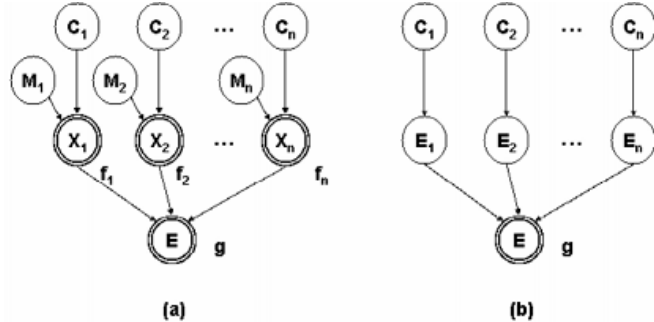 C1 C2 ... Cn C1 C2 ... Cn
M1 M2 Mn
X1 X2 ... Xn E1 E2 ... En
f1 f2 fn
E g E g
(a) (b)